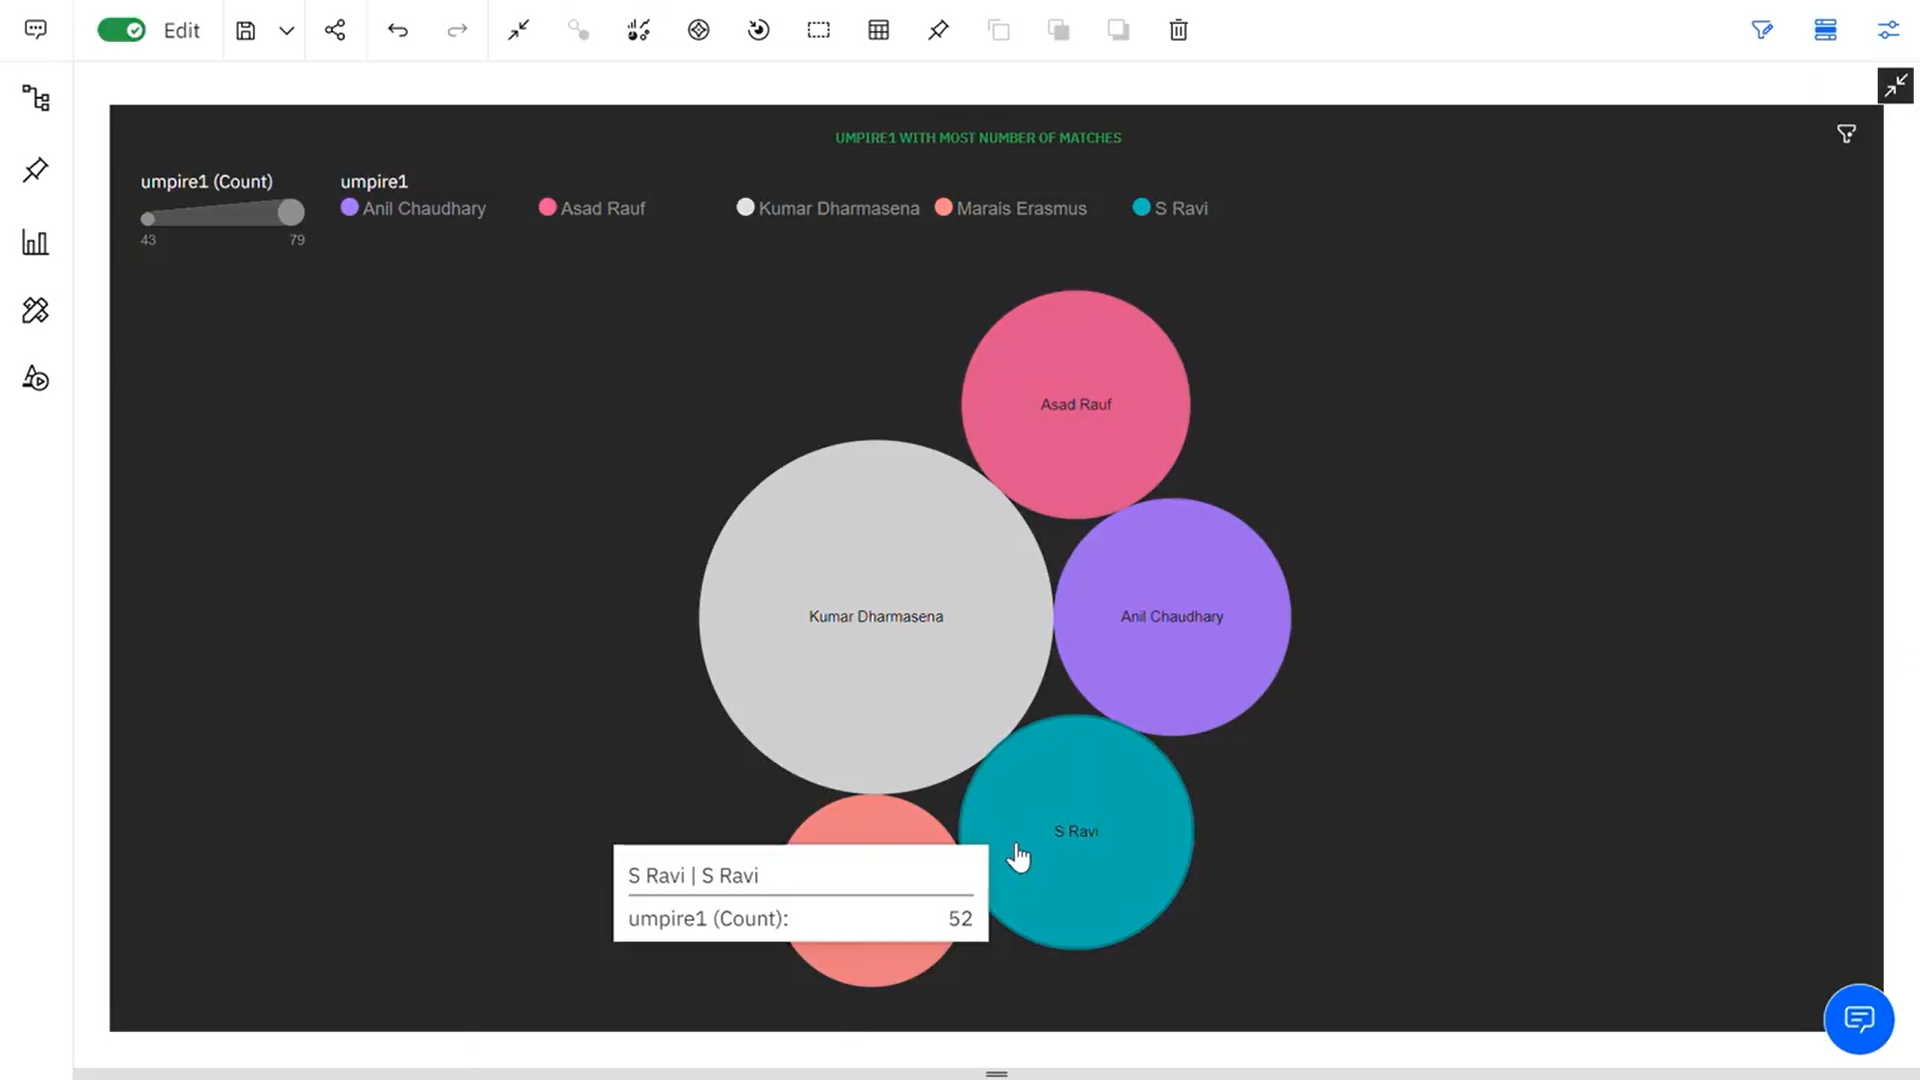 Edit
UMPIRE1 WITH MOST NUMBER OF MATCHES
umpire1 (Count)
43 79
umpire1
Anil Chaudhary Asad Rauf Kumar Dharmasena Marais Erasmus S Ravi
Asad Rauf
Kumar Dharmasena
Anil Chaudhary
S Ravi
S Ravi | S Ravi
umpire1 (Count): 52